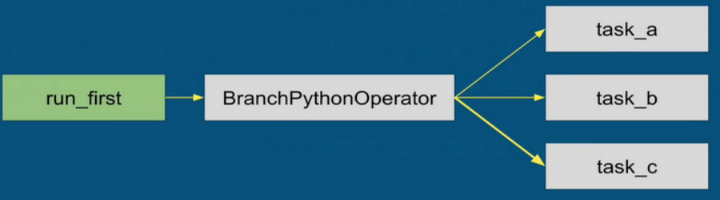 task_a
run_first
BranchPythonOperator
task_b
task_c